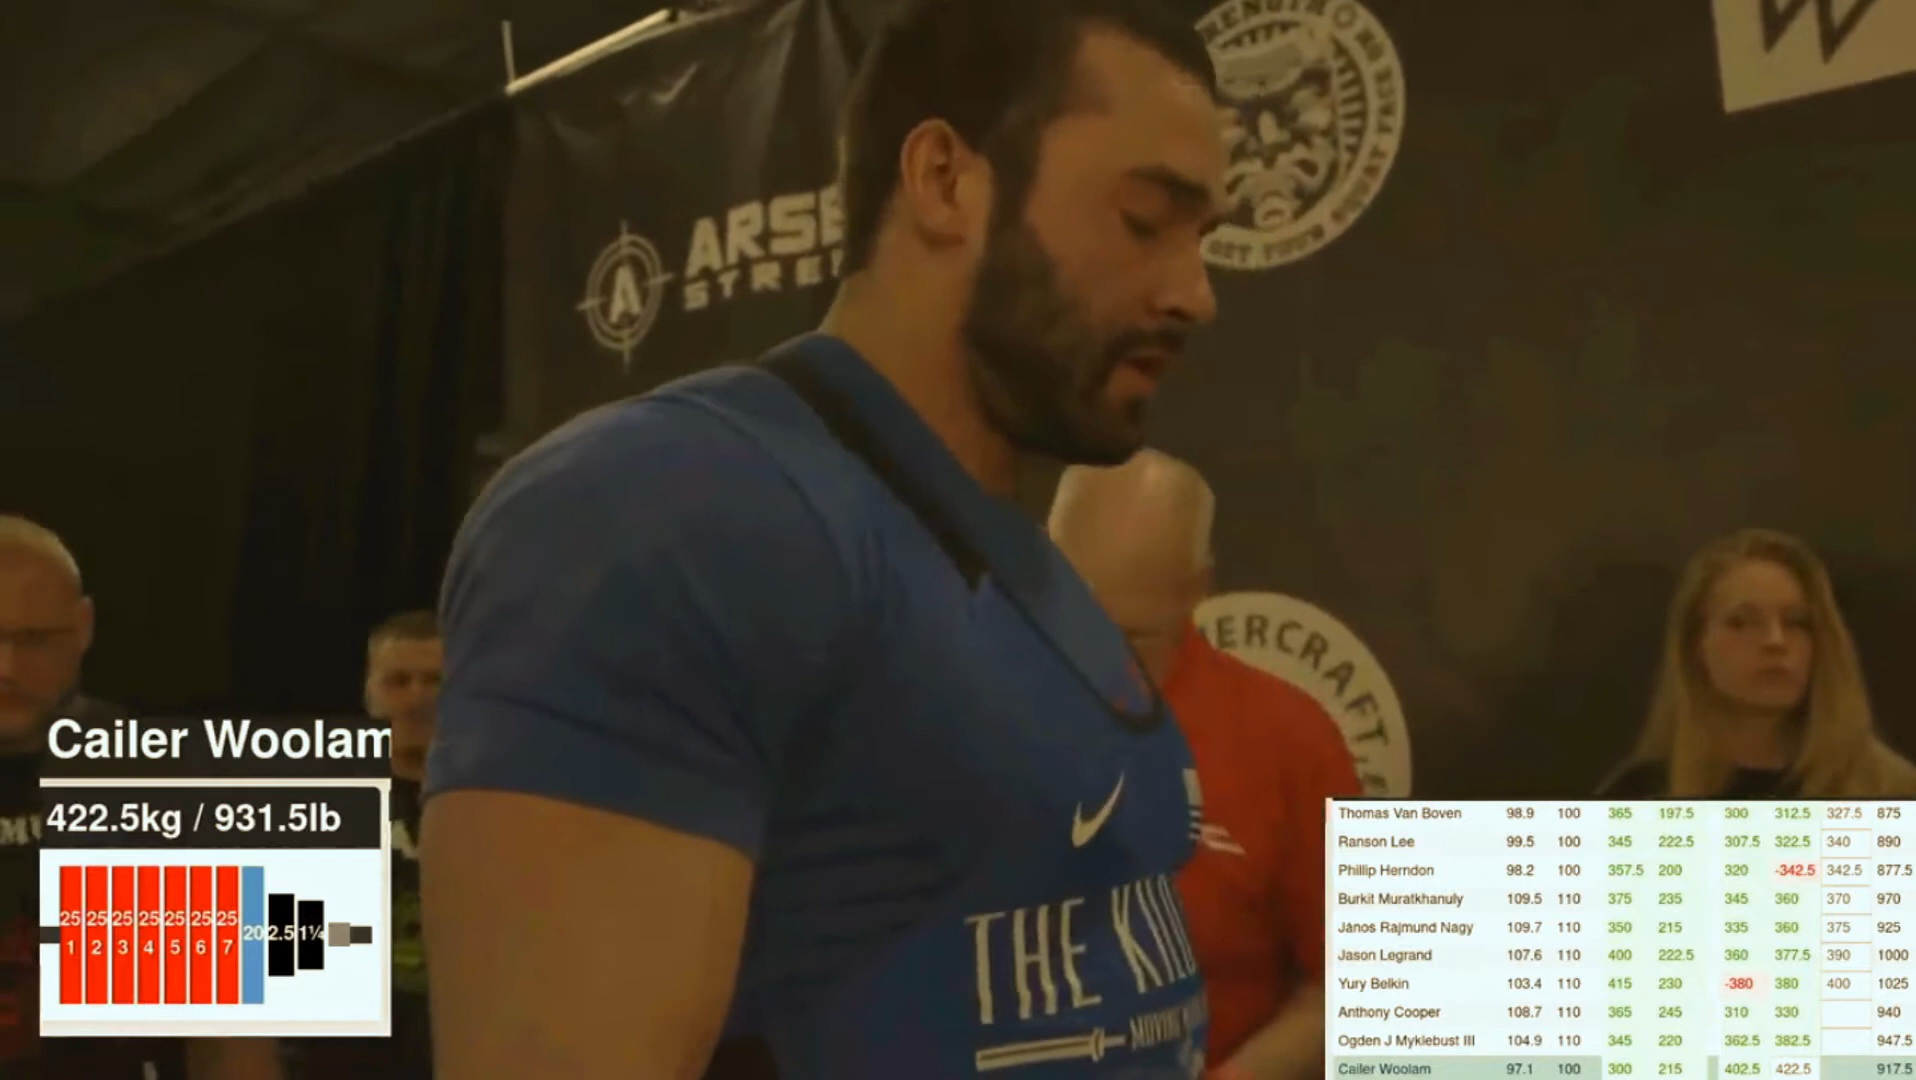 ARSE
STRE
STRENGTH
W
ERCRAFT
Cailer Woolam
422.5kg / 931.5lb
25 25 25 25 25 25 25 20 2.5 1¼
1 2 3 4 5 6 7
THE KILO
MOVING
Thomas Van Boven 98.9 100 365 197.5 300 312.5 327.5 875
Ranson Lee 99.5 100 345 222.5 307.5 322.5 340 890
Phillip Herndon 98.2 100 357.5 200 320 -342.5 342.5 877.5
Burkit Muratkhanuly 109.5 110 375 235 345 360 370 970
János Rajmund Nagy 109.7 110 350 215 335 360 375 925
Jason Legrand 107.6 110 400 222.5 360 377.5 390 1000
Yury Belkin 103.4 110 415 230 -380 380 400 1025
Anthony Cooper 108.7 110 365 245 310 330 940
Ogden J Myklebust III 104.9 110 345 220 362.5 382.5 947.5
Cailer Woolam 97.1 100 300 215 402.5 422.5 917.5